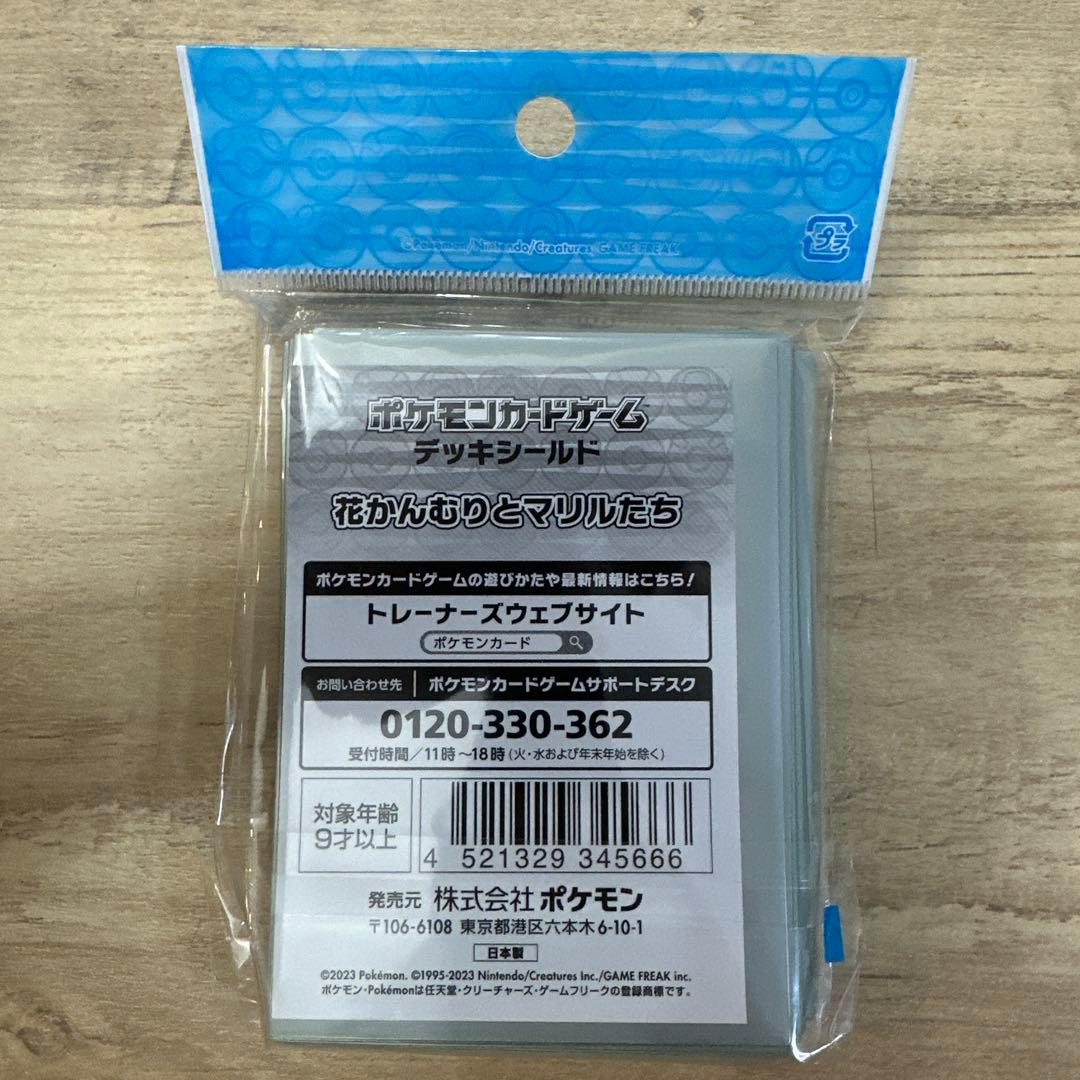 ©Pokémon/Nintendo/Creatures/GAME FREAK
プラ
ポケモンカードゲーム
デッキシールド
花かんむりとマリルたち
ポケモンカードゲームの遊びかたや最新情報はこちら!
トレーナーズウェブサイト
ポケモンカード
お問い合わせ先 | ポケモンカードゲームサポートデスク
0120-330-362
受付時間/11時~18時(火・水および年末年始を除く)
対象年齢
9才以上
4 521329 345666
発売元 株式会社ポケモン
〒106-6108 東京都港区六本木6-10-1
日本製
©2023 Pokémon. ©1995-2023 Nintendo/Creatures Inc./GAME FREAK inc.
ポケモン・Pokémonは任天堂・クリーチャーズ・ゲームフリークの登録商標です。